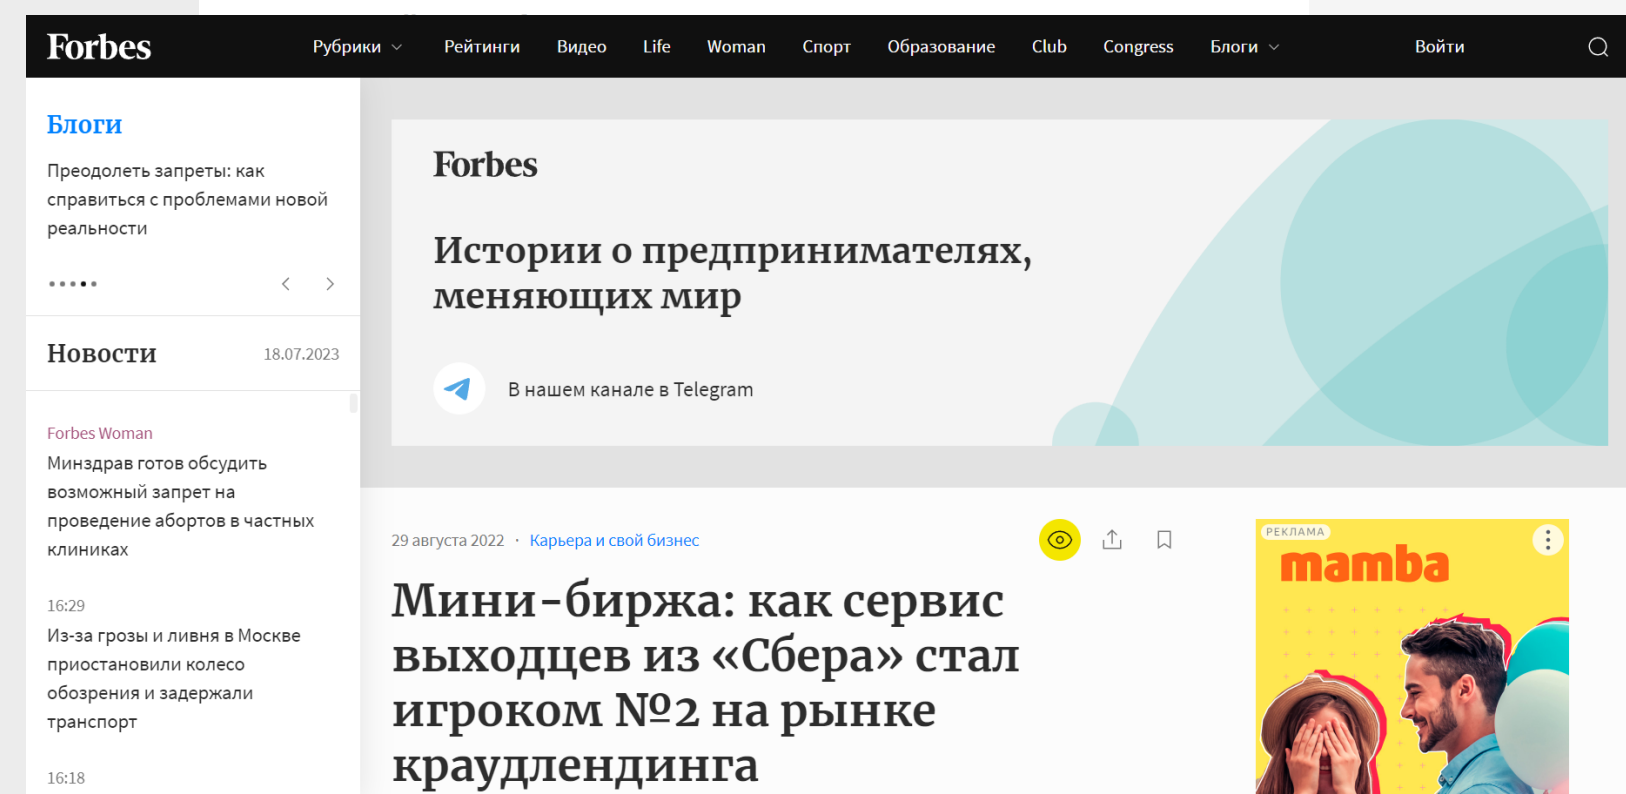 Forbes
Рубрики
Рейтинги
Видео
Life
Woman
Спорт
Образование
Club
Congress
Блоги
Войти
Блоги
Преодолеть запреты: как
справиться с проблемами новой
реальности
Новости
18.07.2023
Forbes Woman
Минздрав готов обсудить
возможный запрет на
проведение абортов в частных
клиниках
16:29
Из-за грозы и ливня в Москве
приостановили колесо
обозрения и задержали
транспорт
16:18
Forbes
Истории о предпринимателях,
меняющих мир
В нашем канале в Telegram
29 августа 2022 · Карьера и свой бизнес
Мини-биржа: как сервис
выходцев из «Сбера» стал
игроком №2 на рынке
краудлендинга
РЕКЛАМА
mamba